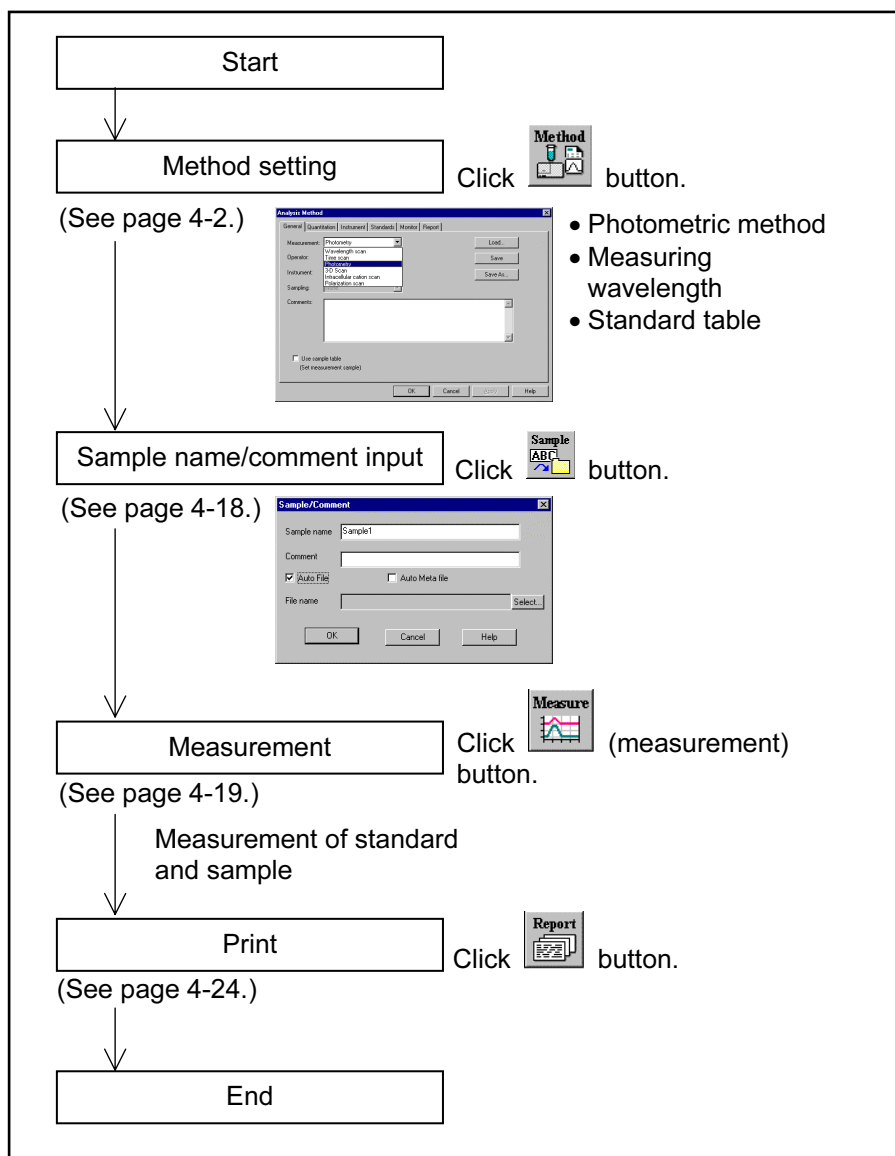 Start
Method setting
Click Method button.
(See page 4-2.)
Analysis Method
General Quantitation Instrument Standards Monitor Report
Measurement: Photometry
Wavelength scan
Time scan
Photometry
3-D Scan
Intracellular cation scan
Polarization scan
Operator:
Instrument:
Sampling:
Comments:
Load...
Save
Save As...
Use sample table
(Set measurement sample)
OK Cancel Apply Help
• Photometric method
• Measuring
wavelength
• Standard table
Sample name/comment input
Click Sample ABC button.
(See page 4-18.)
Sample/Comment
Sample name Sample1
Comment
Auto File Auto Meta file
File name Select...
OK Cancel Help
Measurement
Click Measure (measurement)
button.
(See page 4-19.)
Measurement of standard
and sample
Print
Click Report button.
(See page 4-24.)
End